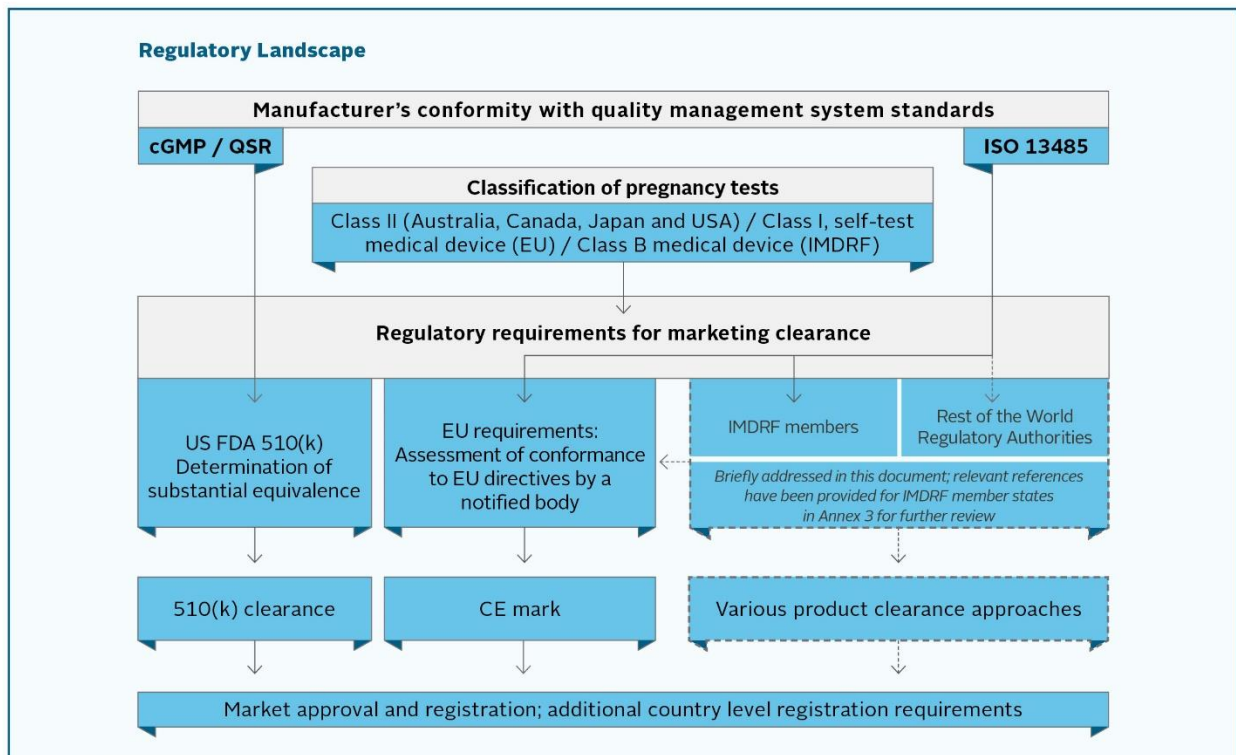 Regulatory Landscape
Manufacturer’s conformity with quality management system standards
cGMP / QSR
ISO 13485
Classification of pregnancy tests
Class II (Australia, Canada, Japan and USA) / Class I, self-test
medical device (EU) / Class B medical device (IMDRF)
Regulatory requirements for marketing clearance
US FDA 510(k)
Determination of
substantial equivalence
EU requirements:
Assessment of conformance
to EU directives by a
notified body
IMDRF members
Rest of the World
Regulatory Authorities
Briefly addressed in this document; relevant references
have been provided for IMDRF member states
in Annex 3 for further review
510(k) clearance
CE mark
Various product clearance approaches
Market approval and registration; additional country level registration requirements